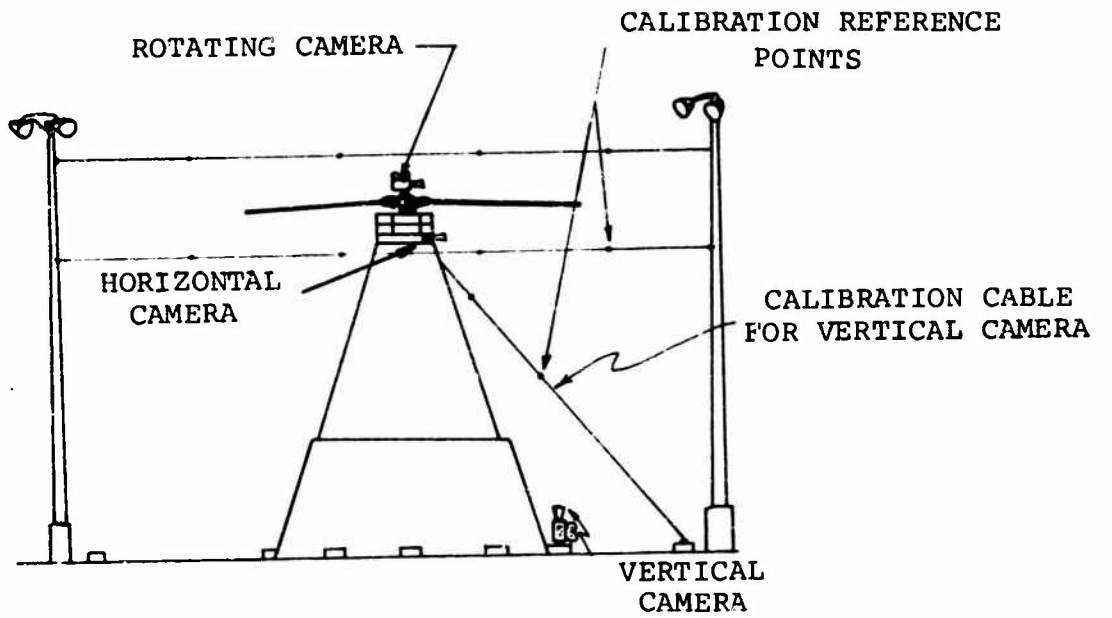 CALIBRATION REFERENCE
POINTS
ROTATING CAMERA
HORIZONTAL
CAMERA
CALIBRATION CABLE
FOR VERTICAL CAMERA
VERTICAL
CAMERA